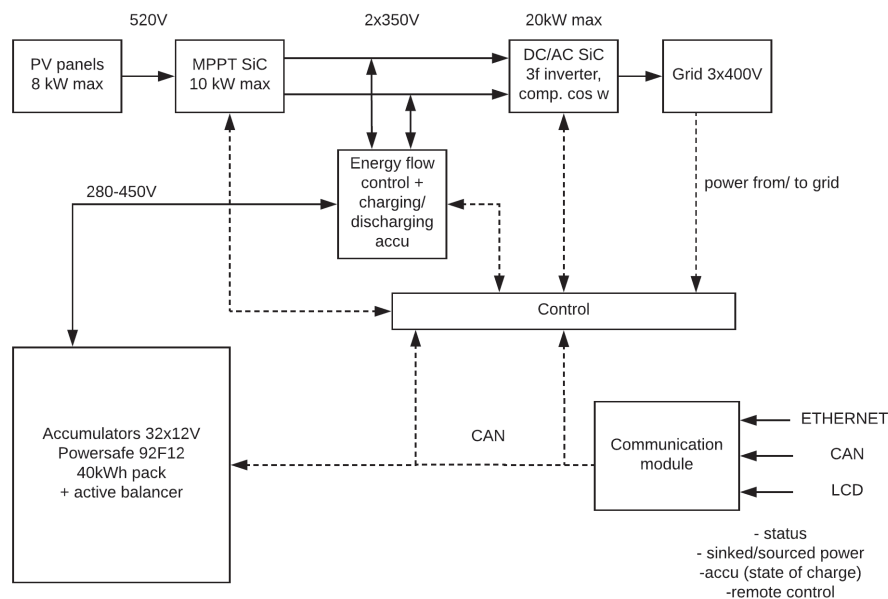 520V
2x350V
20kW max
PV panels
8 kW max
MPPT SiC
10 kW max
DC/AC SiC
3f inverter,
comp. cos w
Grid 3x400V
Energy flow
control +
charging/
discharging
accu
power from/ to grid
280-450V
Control
Accumulators 32x12V
Powersafe 92F12
40kWh pack
+ active balancer
CAN
Communication
module
ETHERNET
CAN
LCD
- status
- sinked/sourced power
-accu (state of charge)
-remote control